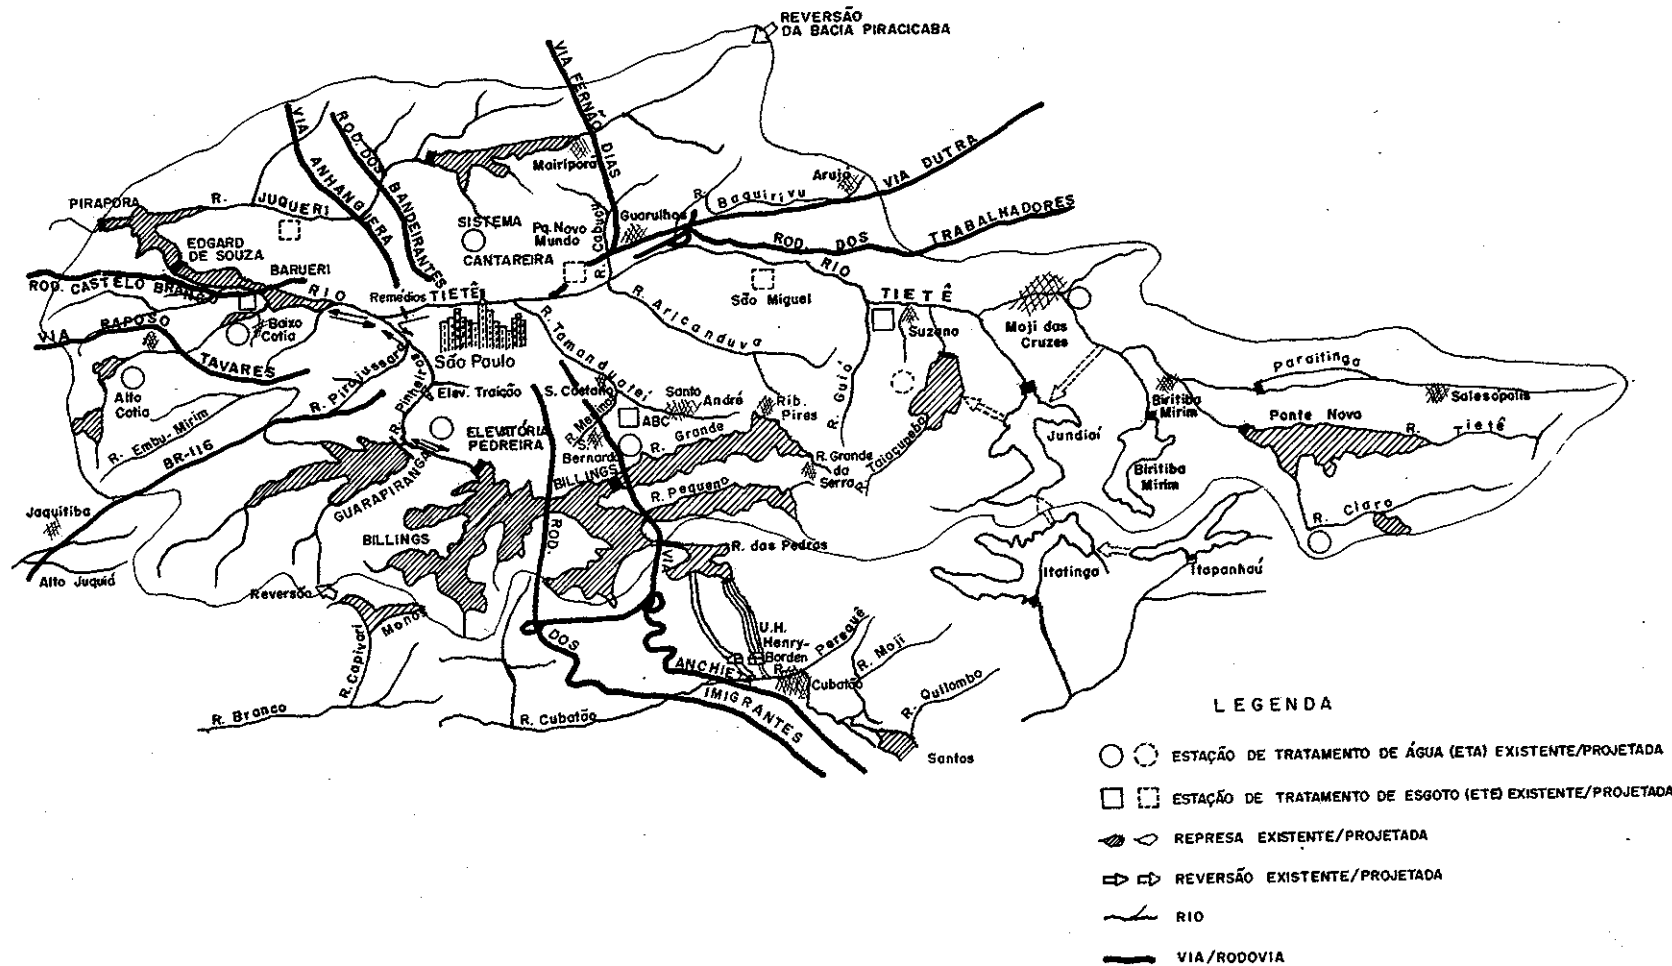 REVERSÃO
DA BACIA PIRACICABA
VIA FERNÃO DIAS
VIA ANHANGUERA
ROD. DOS BANDEIRANTES
Mairiporã
Arujá
VIA DUTRA
R. Baquirivu
PIRAPORA
R. JUQUERI
SISTEMA
CANTAREIRA
Pq. Novo
Mundo
R. Cabuçú
Guarulhos
ROD. DOS TRABALHADORES
EDGARD
DE SOUZA
BARUERI
ROD. CASTELO BRANCO
RIO
Remédios
TIETÊ
RIO
TIETÊ
São Miguel
R. Aricanduva
Suzano
Moji das
Cruzes
VIA RAPOSO TAVARES
Baixo
Cotia
São Paulo
R. Tamanduateí
R. Pirajussara
R. Pinheiros
Elev. Traição
S. Caetano
Santo
André
Rib.
Pires
R. Guió
Paraitinga
Salesópolis
Biritiba
Mirim
Alto
Cotia
R. Embu-Mirim
BR-116
ELEVATÓRIA
PEDREIRA
R. Meninos
ABC
S.
Bernardo
R. Grande
R. Grande
da
Serra
R. Taiaçupeba
Jundiaí
Ponte Nova
R. Tietê
Biritiba
Mirim
GUARAPIRANGA
BILLINGS
R. Pequeno
R. Claro
Jaquitiba
BILLINGS
ROD. DOS IMIGRANTES
VIA ANCHIETA
R. das Pedras
Itatinga
Itapanhaú
Alto Juquiá
Reversão
Monos
R. Capivari
U.H.
Henry-
Borden
R. Perequê
R. Moji
Cubatão
R. Quilombo
R. Branco
R. Cubatão
Santos
LEGENDA
ESTAÇÃO DE TRATAMENTO DE ÁGUA (ETA) EXISTENTE/PROJETADA
ESTAÇÃO DE TRATAMENTO DE ESGOTO (ETE) EXISTENTE/PROJETADA
REPRESA EXISTENTE/PROJETADA
REVERSÃO EXISTENTE/PROJETADA
RIO
VIA/RODOVIA